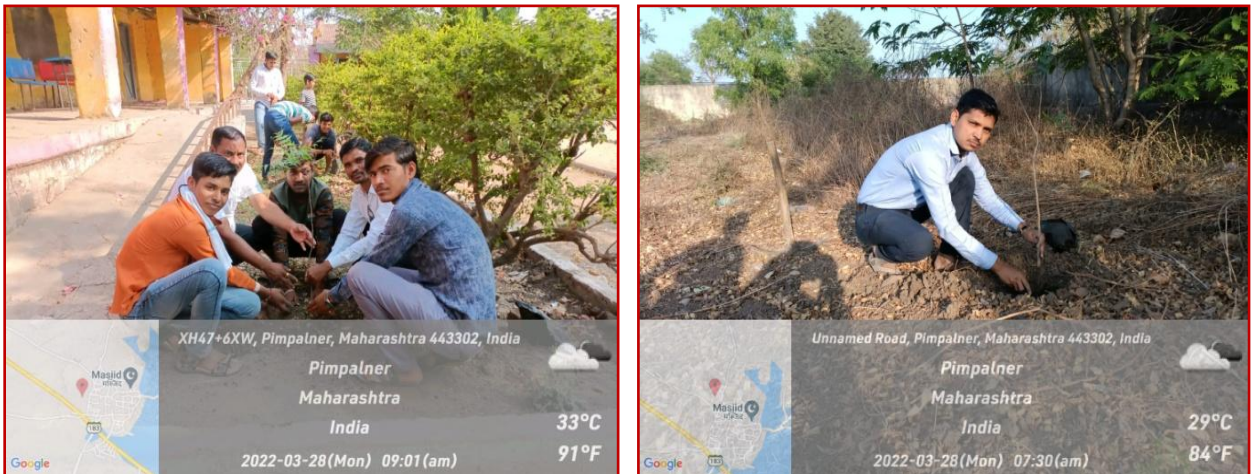 XH47+6XW, Pimpalner, Maharashtra 443302, India
Pimpalner
Maharashtra
India
2022-03-28(Mon) 09:01(am)
33°C
91°F
Masjid
मस्जिद
Google
Unnamed Road, Pimpalner, Maharashtra 443302, India
Pimpalner
Maharashtra
India
2022-03-28(Mon) 07:30(am)
29°C
84°F
Masjid
मस्जिद
Google